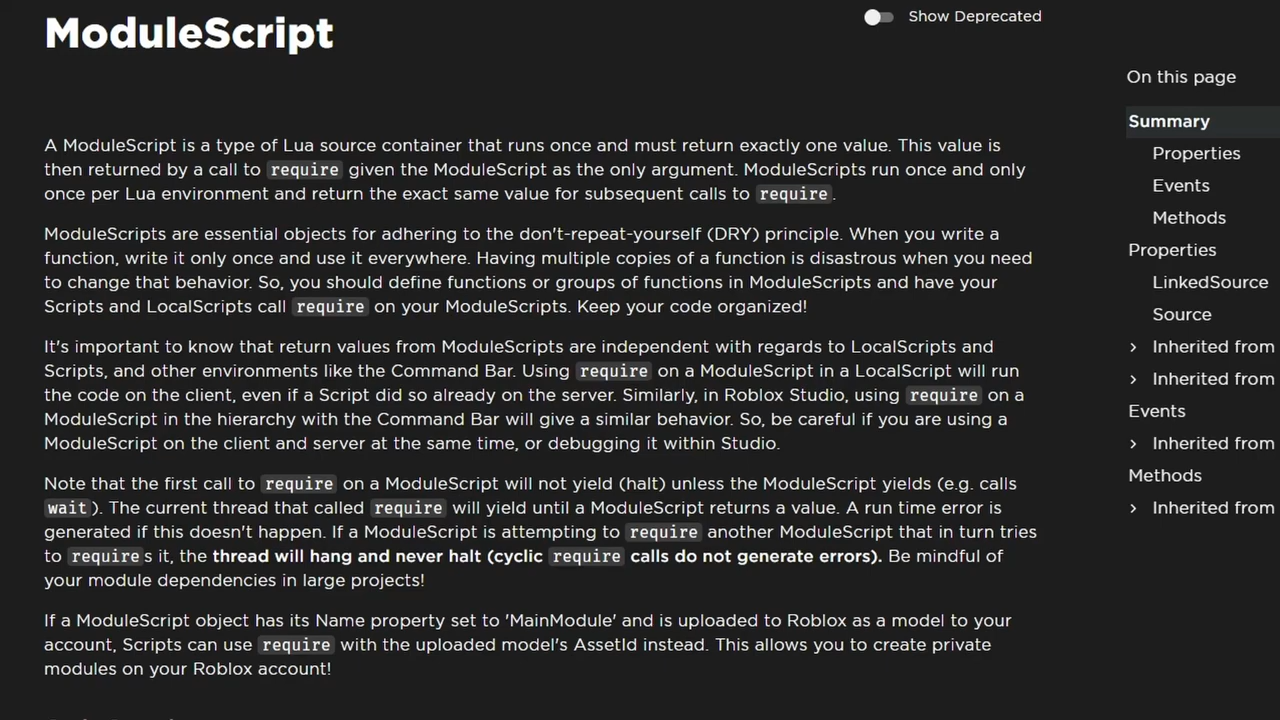 ModuleScript
Show Deprecated
A ModuleScript is a type of Lua source container that runs once and must return exactly one value. This value is
then returned by a call to require given the ModuleScript as the only argument. ModuleScripts run once and only
once per Lua environment and return the exact same value for subsequent calls to require.
ModuleScripts are essential objects for adhering to the don't-repeat-yourself (DRY) principle. When you write a
function, write it only once and use it everywhere. Having multiple copies of a function is disastrous when you need
to change that behavior. So, you should define functions or groups of functions in ModuleScripts and have your
Scripts and LocalScripts call require on your ModuleScripts. Keep your code organized!
It's important to know that return values from ModuleScripts are independent with regards to LocalScripts and
Scripts, and other environments like the Command Bar. Using require on a ModuleScript in a LocalScript will run
the code on the client, even if a Script did so already on the server. Similarly, in Roblox Studio, using require on a
ModuleScript in the hierarchy with the Command Bar will give a similar behavior. So, be careful if you are using a
ModuleScript on the client and server at the same time, or debugging it within Studio.
Note that the first call to require on a ModuleScript will not yield (halt) unless the ModuleScript yields (e.g. calls
wait). The current thread that called require will yield until a ModuleScript returns a value. A run time error is
generated if this doesn't happen. If a ModuleScript is attempting to require another ModuleScript that in turn tries
to requires it, the thread will hang and never halt (cyclic require calls do not generate errors). Be mindful of
your module dependencies in large projects!
If a ModuleScript object has its Name property set to 'MainModule' and is uploaded to Roblox as a model to your
account, Scripts can use require with the uploaded model's AssetId instead. This allows you to create private
modules on your Roblox account!
On this page
Summary
Properties
Events
Methods
Properties
LinkedSource
Source
Inherited from
Inherited from
Events
Inherited from
Methods
Inherited from